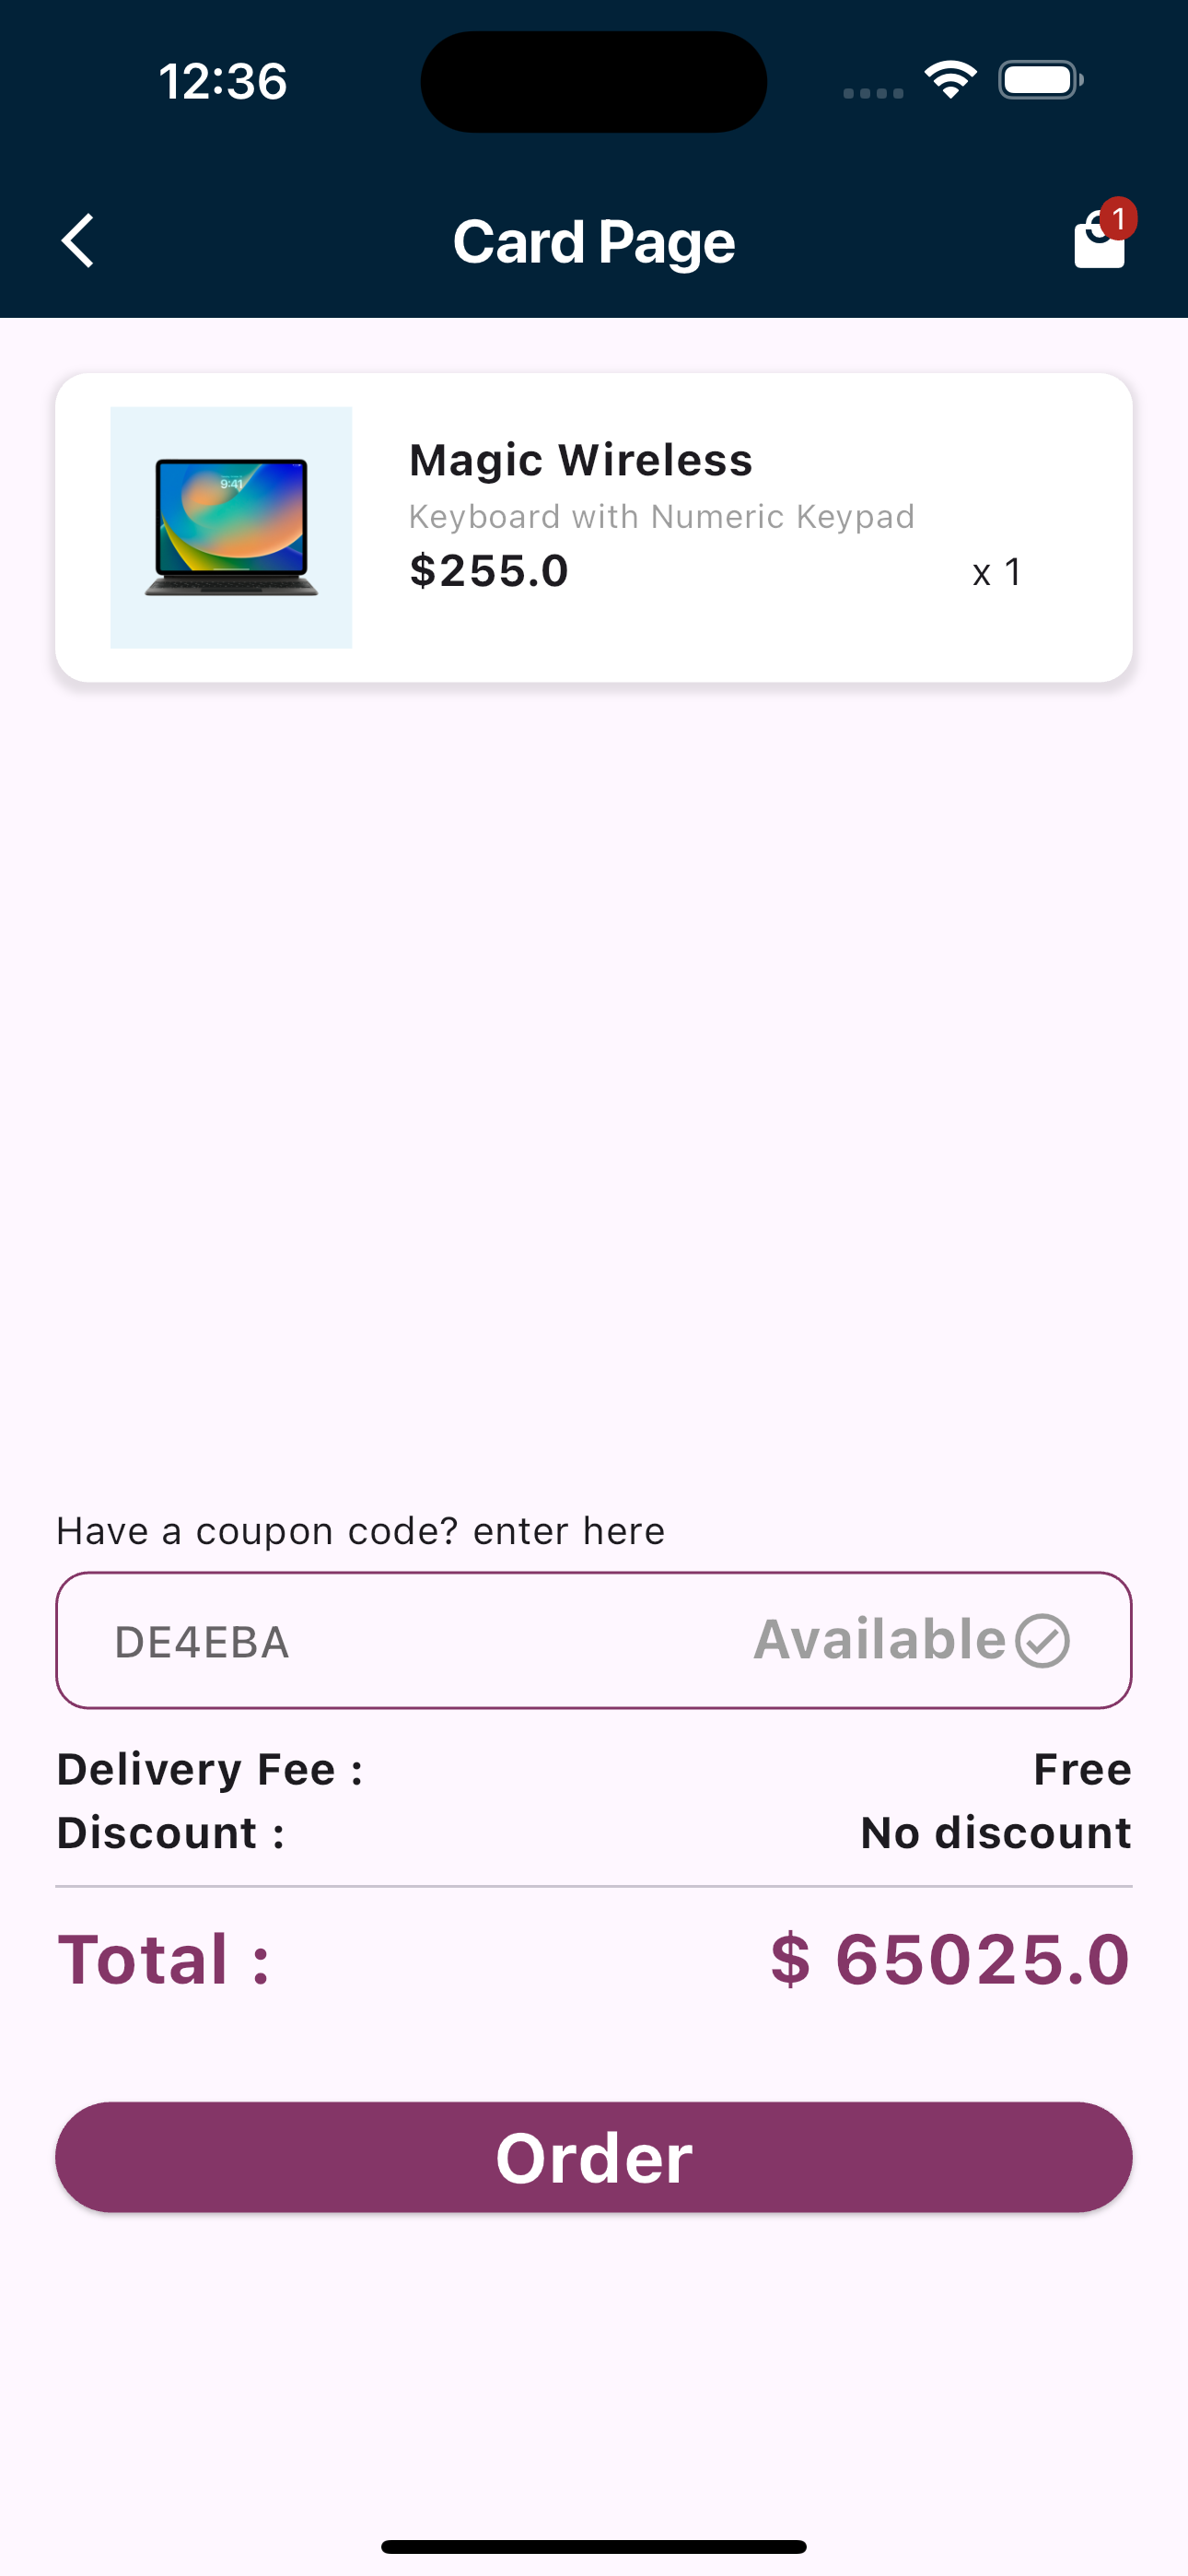 12:36
Card Page
1
9:41
Magic Wireless
Keyboard with Numeric Keypad
$255.0 x 1
Have a coupon code? enter here
DE4EBA Available
Delivery Fee : Free
Discount : No discount
Total : $ 65025.0
Order